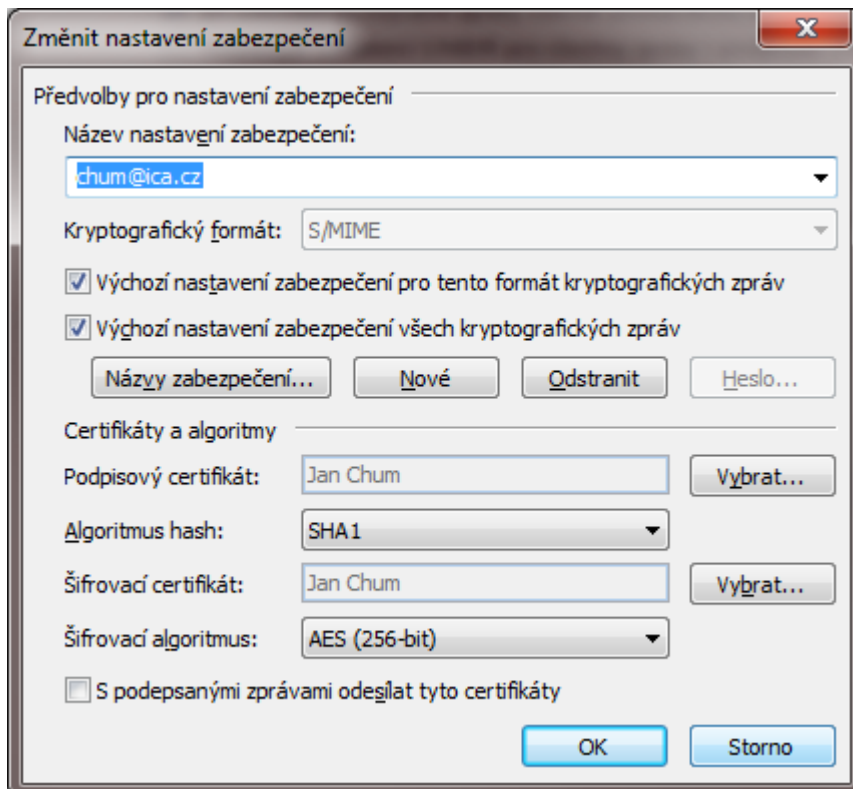 Změnit nastavení zabezpečení
Předvolby pro nastavení zabezpečení
Název nastavení zabezpečení:
chum@ica.cz
Kryptografický formát: S/MIME
Výchozí nastavení zabezpečení pro tento formát kryptografických zpráv
Výchozí nastavení zabezpečení všech kryptografických zpráv
Názvy zabezpečení... Nové Odstranit Heslo...
Certifikáty a algoritmy
Podpisový certifikát: Jan Chum Vybrat...
Algoritmus hash: SHA1
Šifrovací certifikát: Jan Chum Vybrat...
Šifrovací algoritmus: AES (256-bit)
S podepsanými zprávami odesílat tyto certifikáty
OK Storno